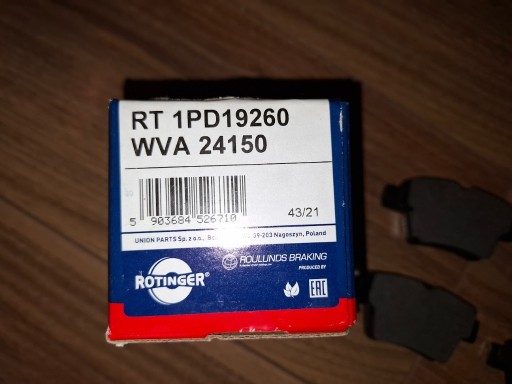 RT 1PD19260
WVA 24150
5 903684 526710
43/21
UNION PARTS Sp. z o.o., 39-203 Nagoszyn, Poland
ROTINGER®
ROULUNDS BRAKING
PRODUCED BY
EAC